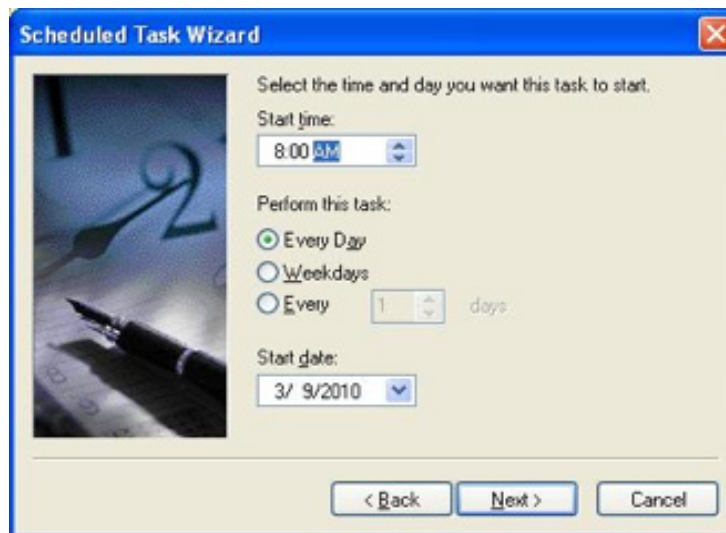 Scheduled Task Wizard
Select the time and day you want this task to start.
Start time:
8:00 AM
Perform this task:
Every Day
Weekdays
Every 1 days
Start date:
3/ 9/2010
< Back Next > Cancel